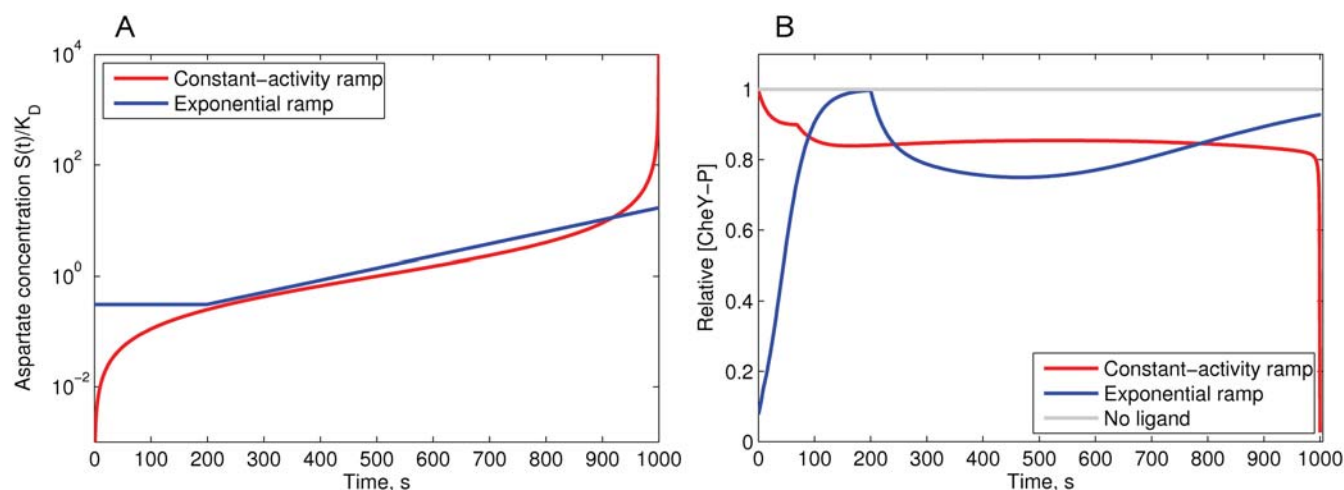 A
Aspartate concentration S(t)/K_D
10^4
10^2
10^0
10^-2
Constant-activity ramp
Exponential ramp
0 100 200 300 400 500 600 700 800 900 1000
Time, s
B
Relative [CheY-P]
1
0.8
0.6
0.4
0.2
0
Constant-activity ramp
Exponential ramp
No ligand
0 100 200 300 400 500 600 700 800 900 1000
Time, s